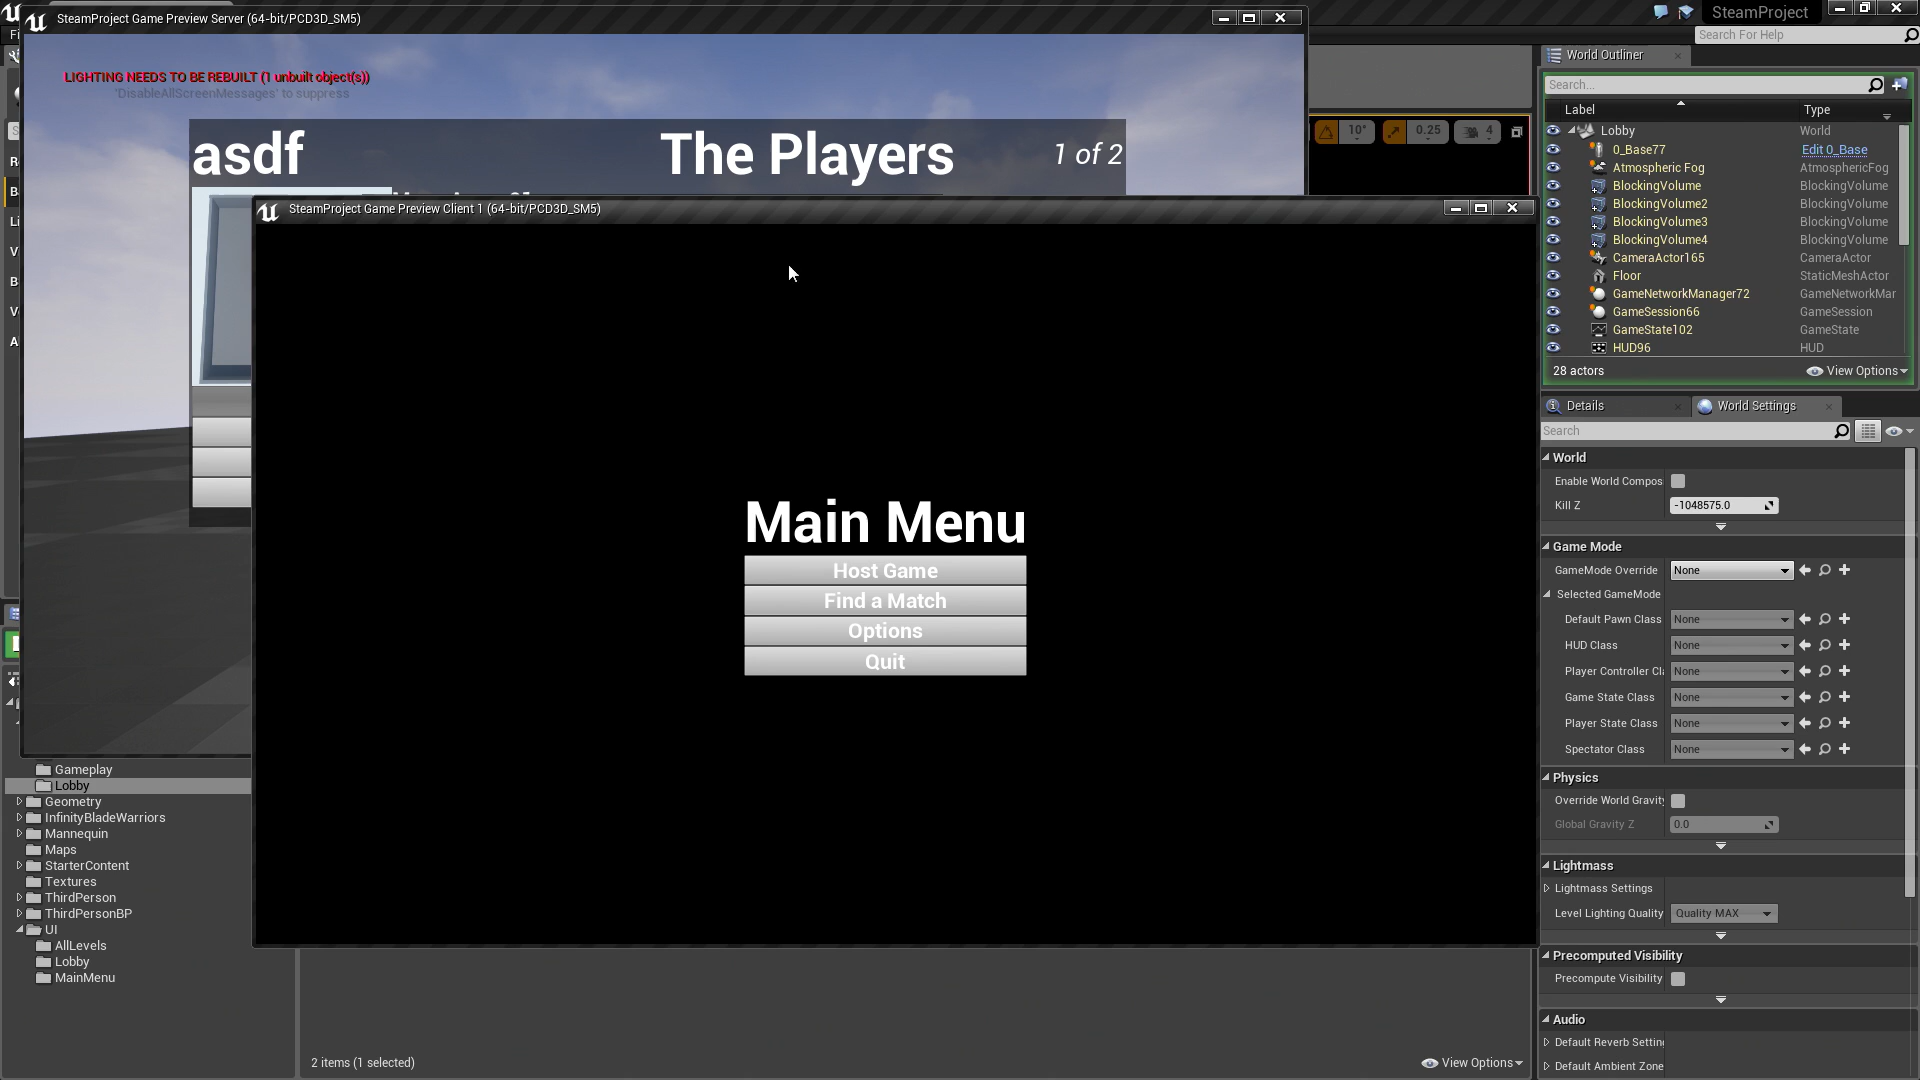 SteamProject Game Preview Server (64-bit/PCD3D_SM5)
SteamProject
Search For Help
LIGHTING NEEDS TO BE REBUILT (1 unbuilt object(s))
'DisableAllScreenMessages' to suppress
asdf
The Players
1 of 2
10°
0.25
4
SteamProject Game Preview Client 1 (64-bit/PCD3D_SM5)
Main Menu
Host Game
Find a Match
Options
Quit
World Outliner
Search...
Label
Type
Lobby
World
0_Base77
Edit 0_Base
Atmospheric Fog
AtmosphericFog
BlockingVolume
BlockingVolume
BlockingVolume2
BlockingVolume
BlockingVolume3
BlockingVolume
BlockingVolume4
BlockingVolume
CameraActor165
CameraActor
Floor
StaticMeshActor
GameNetworkManager72
GameNetworkMar
GameSession66
GameSession
GameState102
GameState
HUD96
HUD
28 actors
View Options
Details
World Settings
Search
World
Enable World Compos
Kill Z
-1048575.0
Game Mode
GameMode Override
None
Selected GameMode
Default Pawn Class
None
HUD Class
None
Player Controller Cl
None
Game State Class
None
Player State Class
None
Spectator Class
None
Physics
Override World Gravity
Global Gravity Z
0.0
Lightmass
Lightmass Settings
Level Lighting Quality
Quality MAX
Precomputed Visibility
Precompute Visibility
Audio
Default Reverb Setting
Default Ambient Zone
Gameplay
Lobby
Geometry
InfinityBladeWarriors
Mannequin
Maps
StarterContent
Textures
ThirdPerson
ThirdPersonBP
UI
AllLevels
Lobby
MainMenu
2 items (1 selected)
View Options